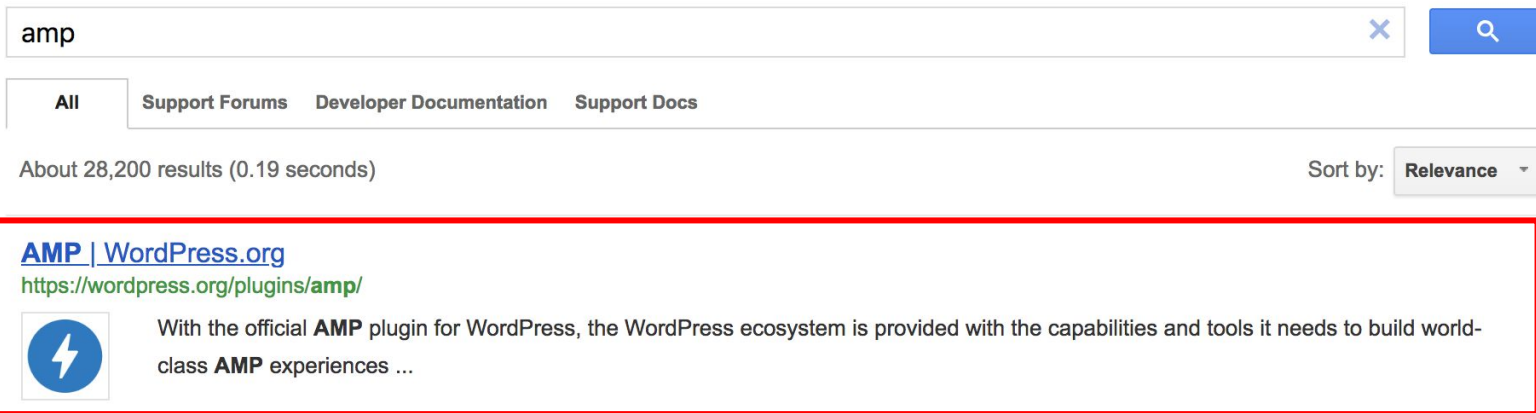 amp
All Support Forums Developer Documentation Support Docs
About 28,200 results (0.19 seconds) Sort by: Relevance
AMP | WordPress.org
https://wordpress.org/plugins/amp/
With the official AMP plugin for WordPress, the WordPress ecosystem is provided with the capabilities and tools it needs to build world-
class AMP experiences ...